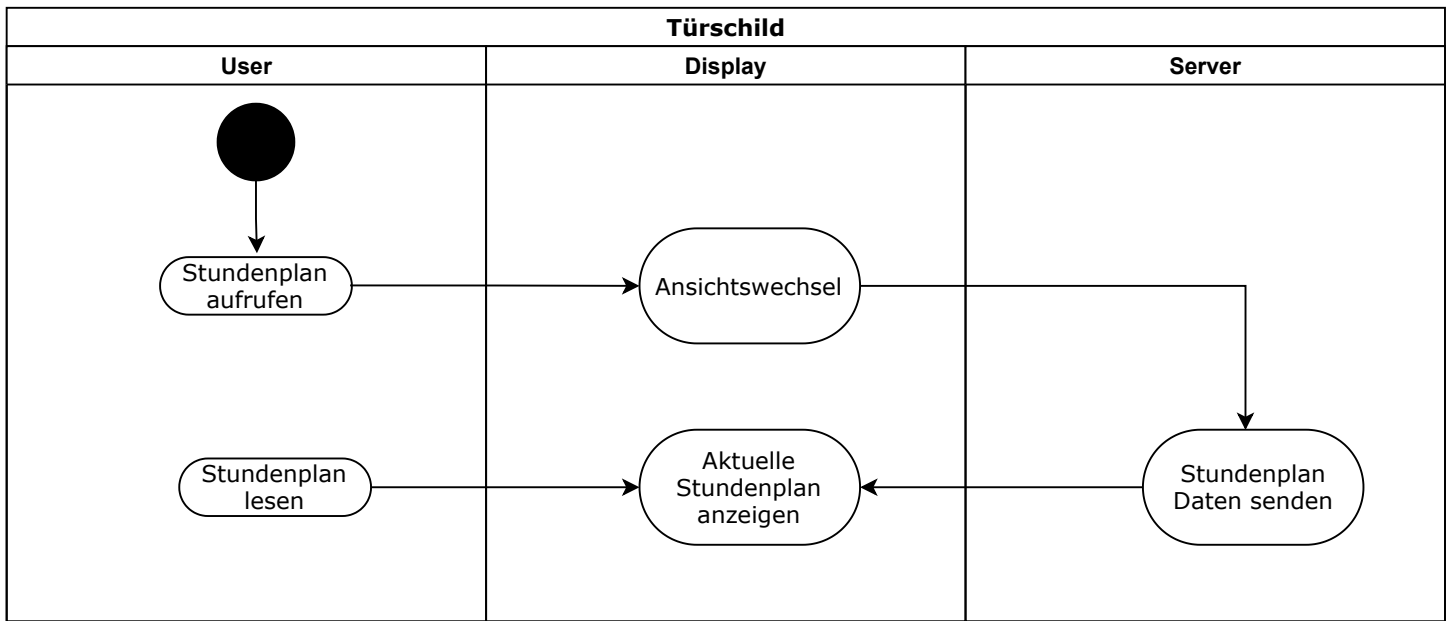 Türschild
User
Display
Server
Stundenplan
aufrufen
Ansichtswechsel
Stundenplan
lesen
Aktuelle
Stundenplan
anzeigen
Stundenplan
Daten senden